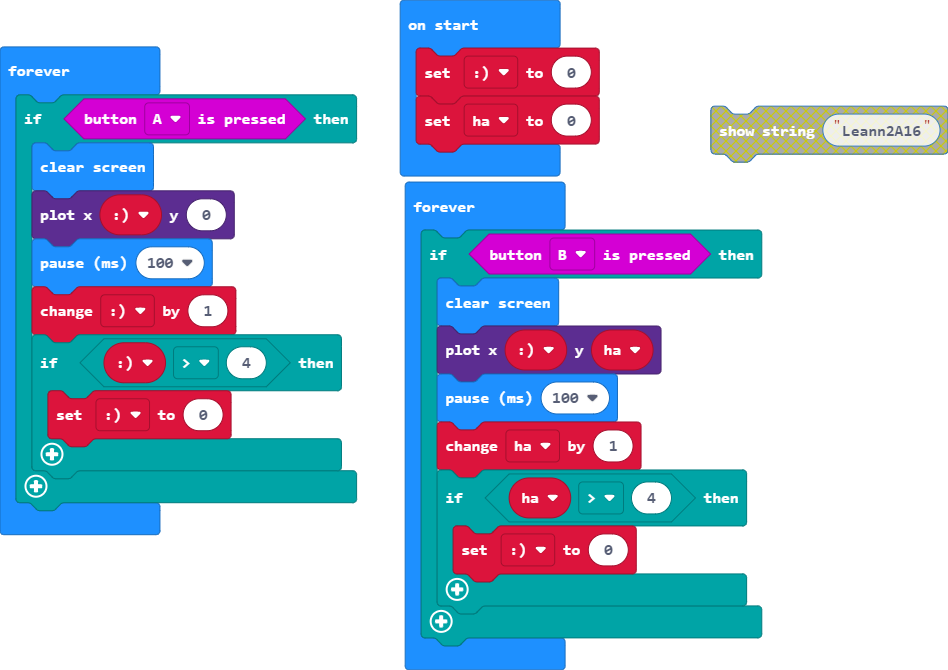 forever
if button A is pressed then
clear screen
plot x :) y 0
pause (ms) 100
change :) by 1
if :) > 4 then
set :) to 0
on start
set :) to 0
set ha to 0
forever
if button B is pressed then
clear screen
plot x :) y ha
pause (ms) 100
change ha by 1
if ha > 4 then
set :) to 0
show string "Leann2A16"